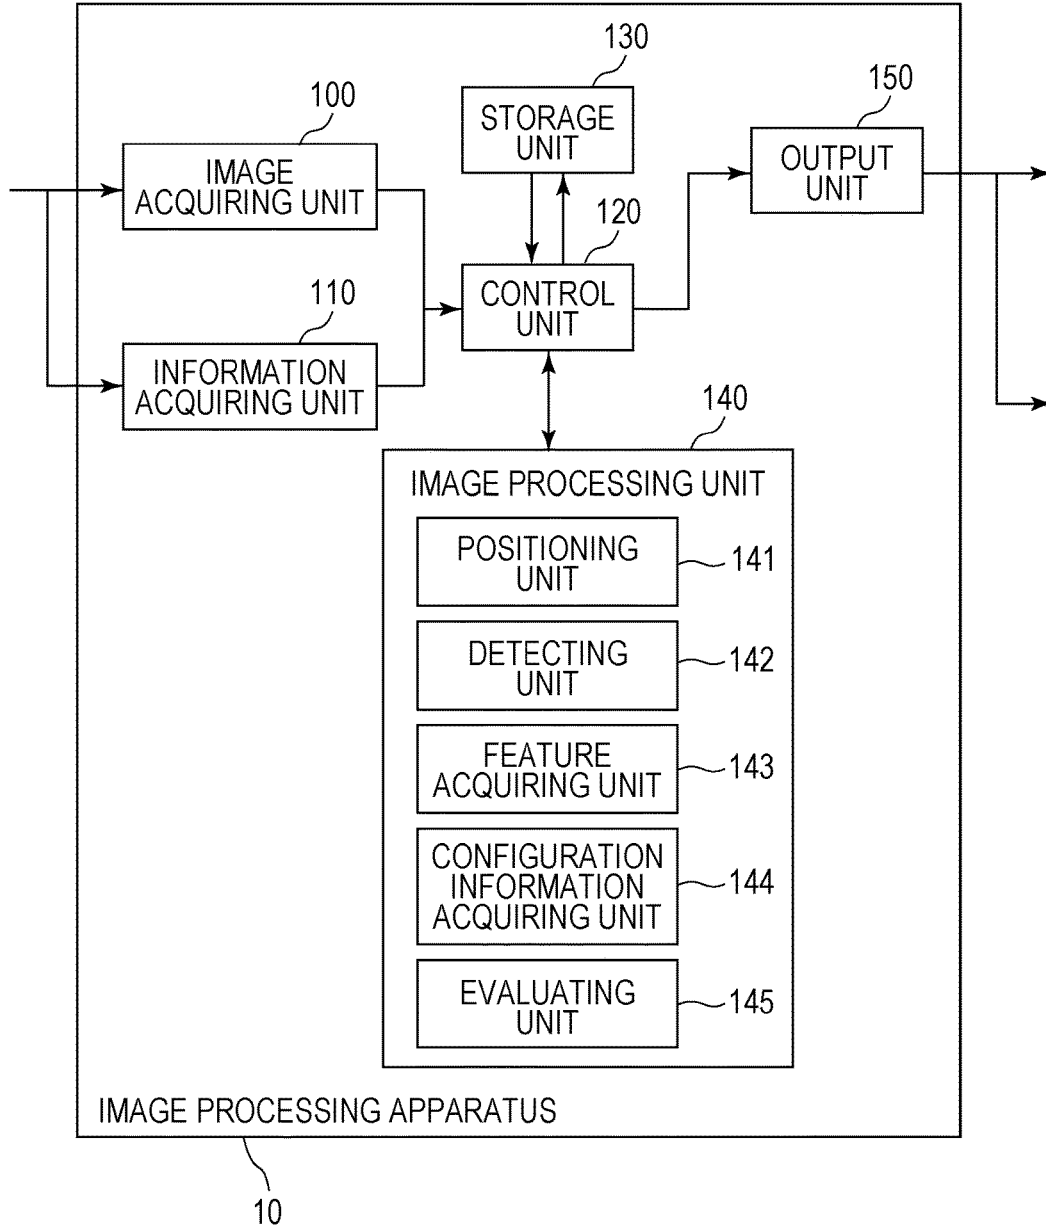 130
150
100
STORAGE
UNIT
OUTPUT
UNIT
IMAGE
ACQUIRING UNIT
120
110
CONTROL
UNIT
INFORMATION
ACQUIRING UNIT
140
IMAGE PROCESSING UNIT
POSITIONING
UNIT
141
DETECTING
UNIT
142
FEATURE
ACQUIRING UNIT
143
CONFIGURATION
INFORMATION
ACQUIRING UNIT
144
EVALUATING
UNIT
145
IMAGE PROCESSING APPARATUS
10